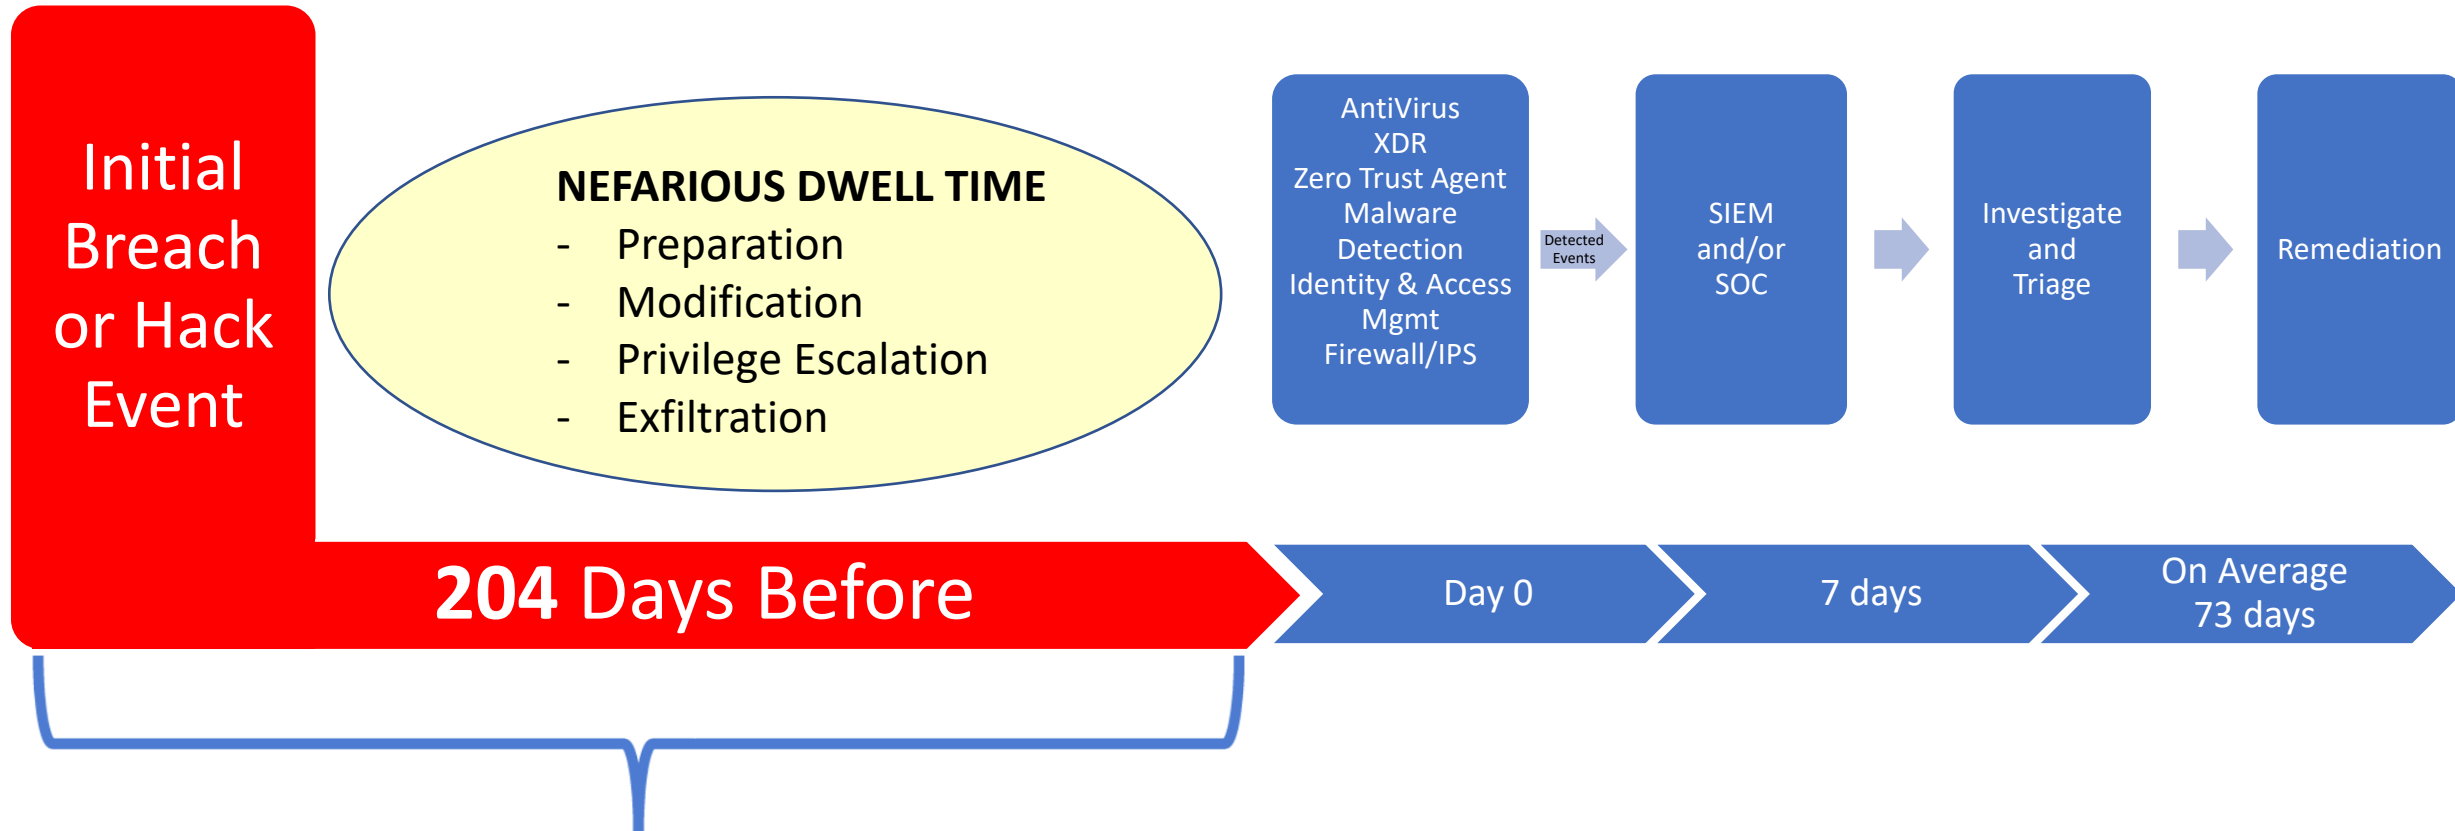 Initial
Breach
or Hack
Event
NEFARIOUS DWELL TIME
- Preparation
- Modification
- Privilege Escalation
- Exfiltration
AntiVirus
XDR
Zero Trust Agent
Malware
Detection
Identity & Access
Mgmt
Firewall/IPS
Detected
Events
SIEM
and/or
SOC
Investigate
and
Triage
Remediation
204 Days Before
Day 0
7 days
On Average
73 days